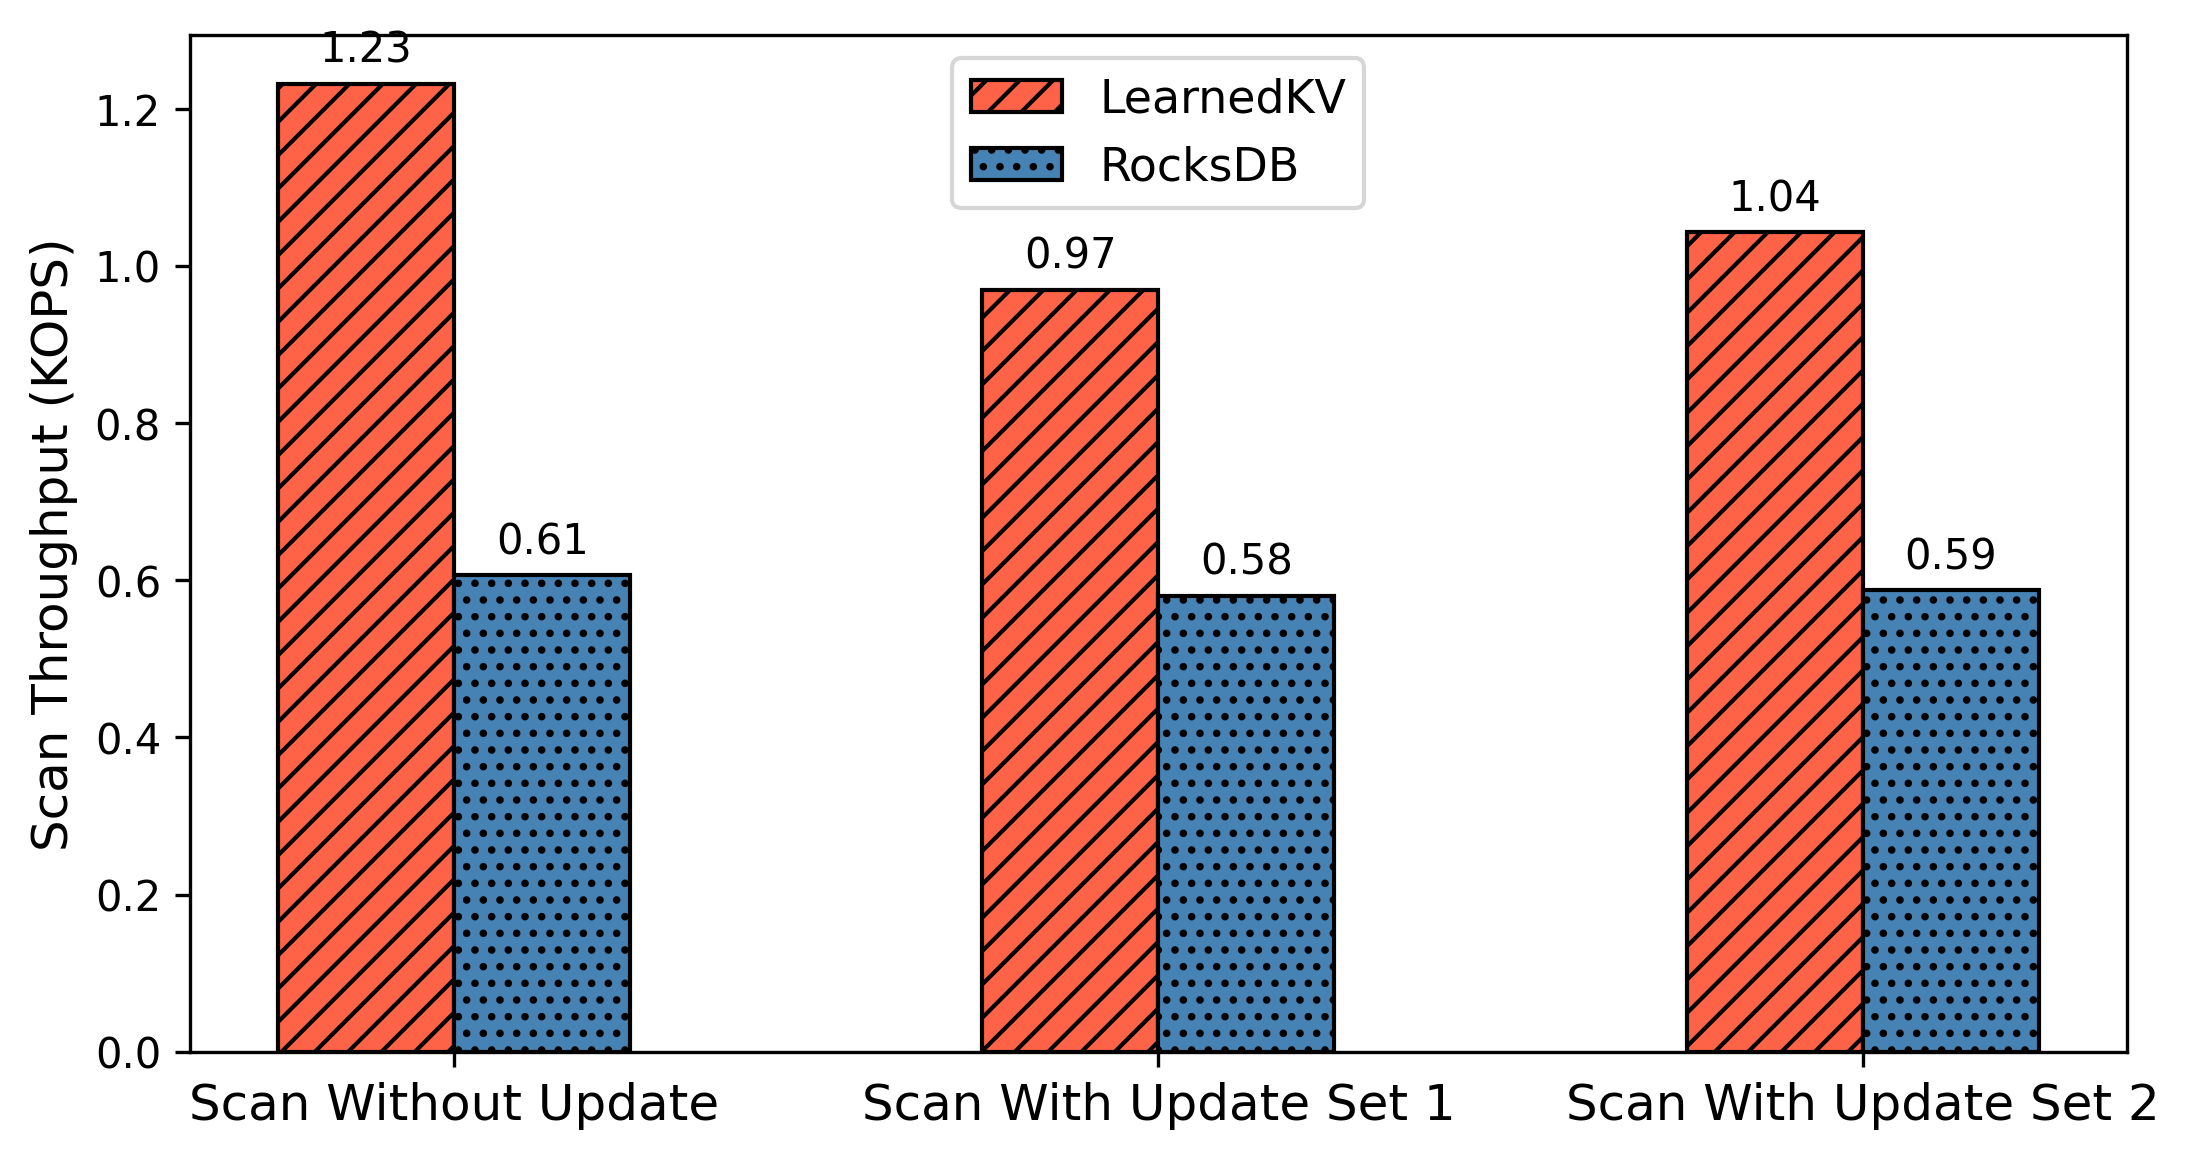 1.23
LearnedKV
RocksDB
1.04
0.97
0.61
0.58
0.59
Scan Throughput (KOPS)
1.2
1.0
0.8
0.6
0.4
0.2
0.0
Scan Without Update
Scan With Update Set 1
Scan With Update Set 2